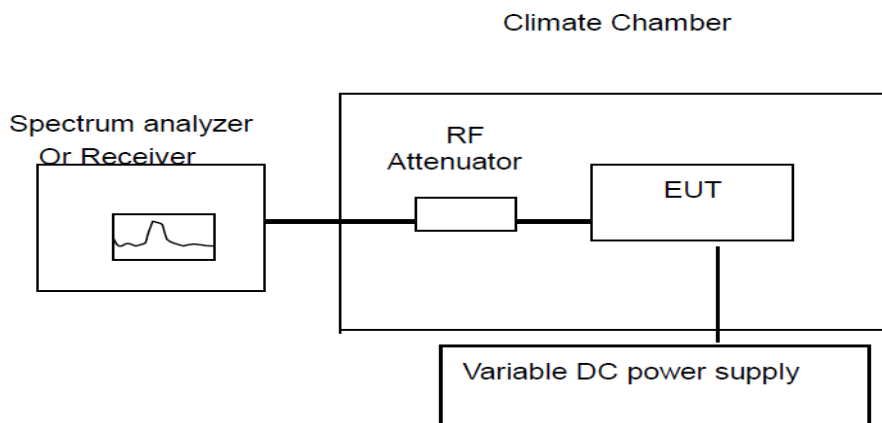 Climate Chamber
Spectrum analyzer
Or Receiver
RF
Attenuator
EUT
Variable DC power supply